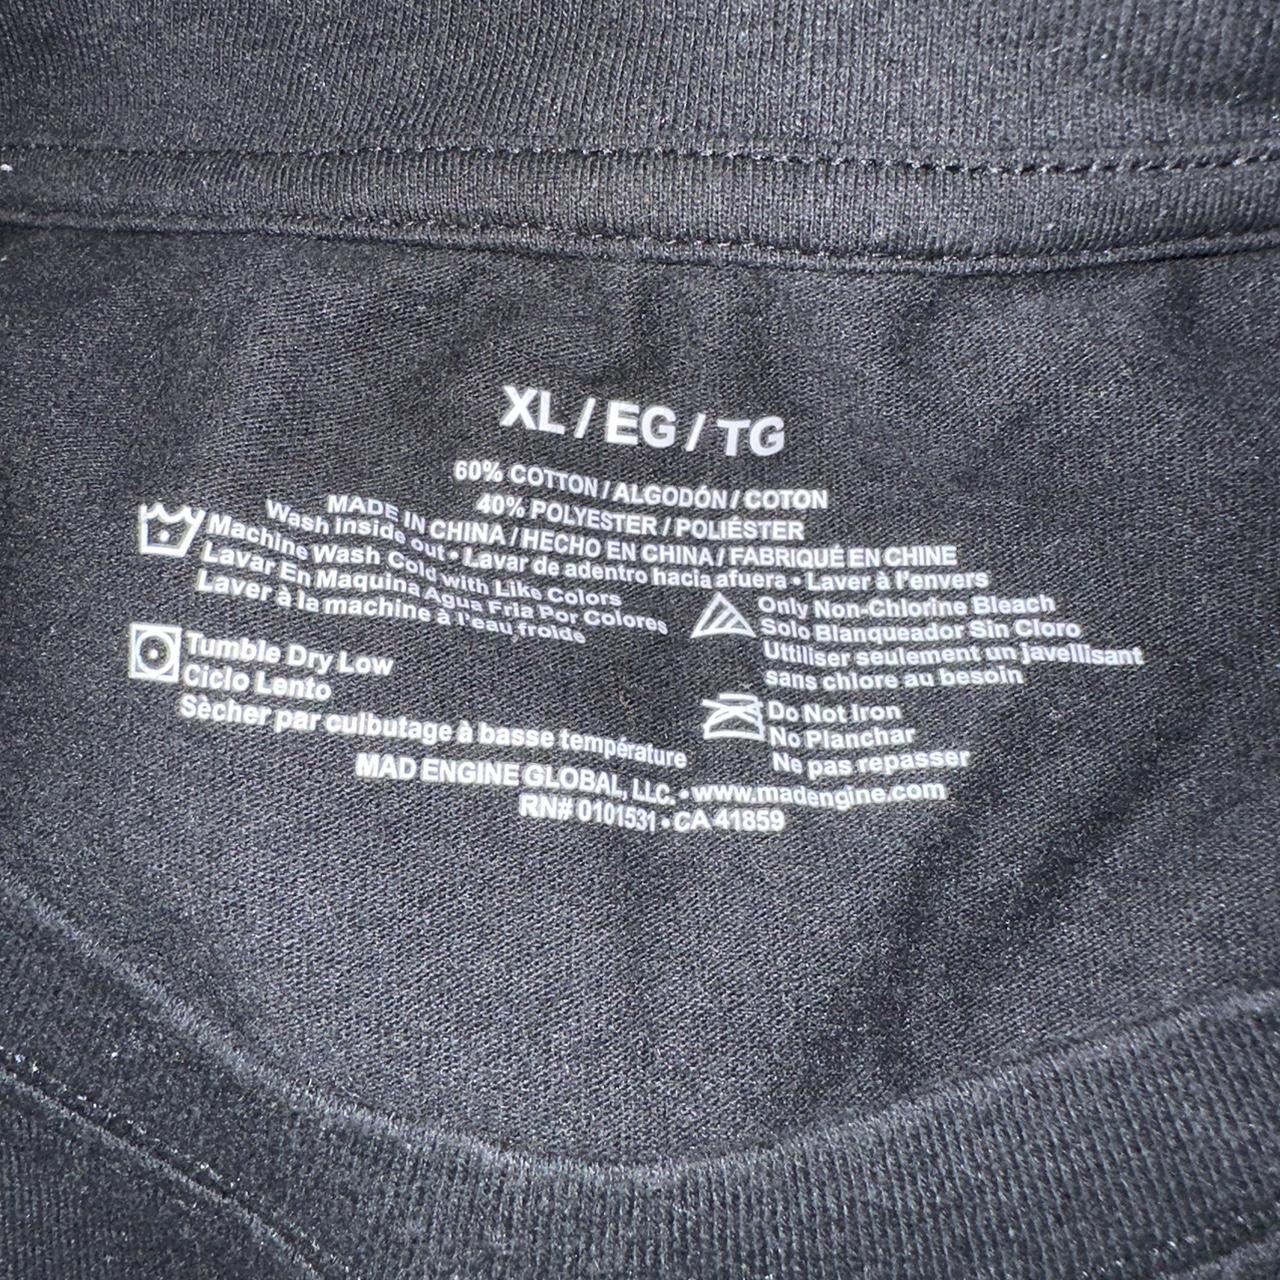 XL / EG / TG
60% COTTON / ALGODÓN / COTON
40% POLYESTER / POLIÉSTER
MADE IN CHINA / HECHO EN CHINA / FABRIQUÉ EN CHINE
Wash inside out • Lavar de adentro hacia afuera • Laver à l'envers
Machine Wash Cold with Like Colors
Lavar En Maquina Agua Fria Por Colores
Laver à la machine à l'eau froide
Only Non-Chlorine Bleach
Solo Blanqueador Sin Cloro
Uttiliser seulement un javellisant
sans chlore au besoin
Tumble Dry Low
Ciclo Lento
Sècher par culbutage à basse température
Do Not Iron
No Planchar
Ne pas repasser
MAD ENGINE GLOBAL, LLC. • www.madengine.com
RN# 0101531 • CA 41859